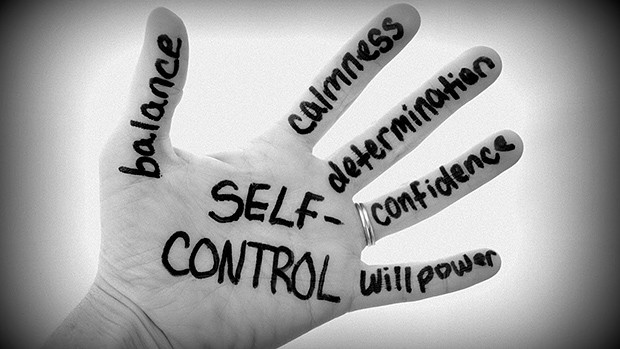 balance
calmness
determination
confidence
willpower
SELF-
CONTROL